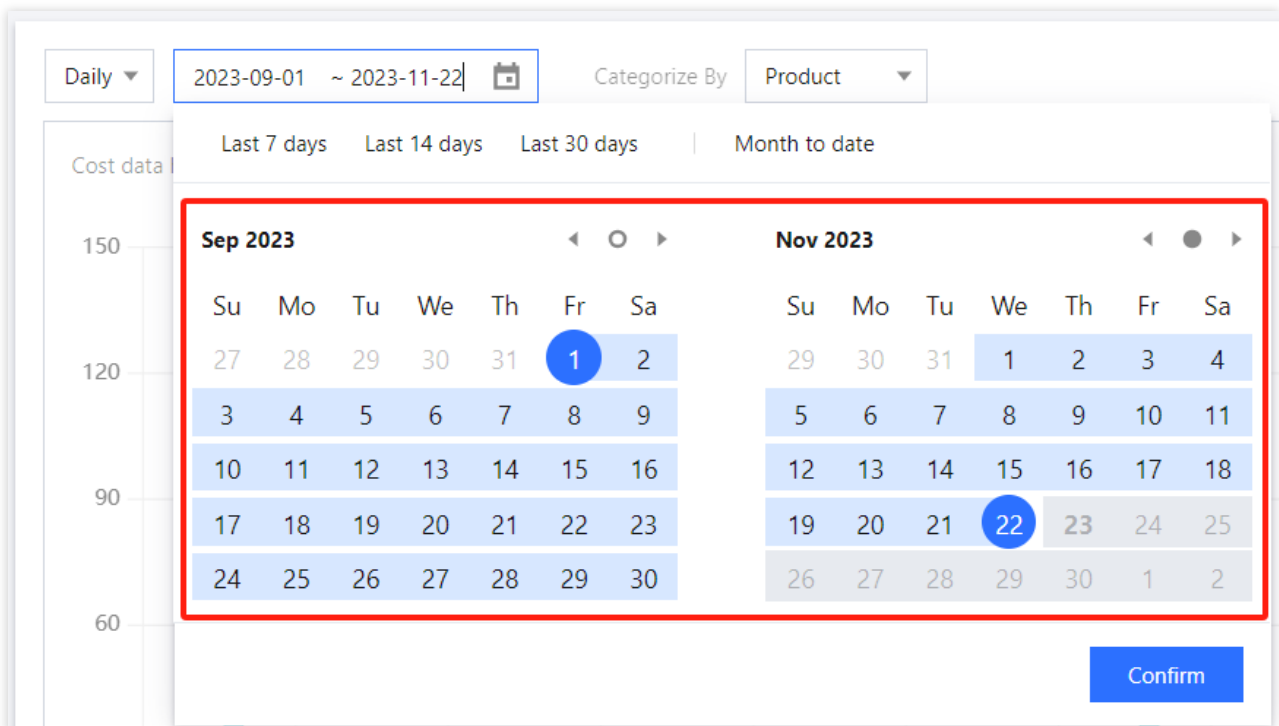 Daily 2023-09-01 ~ 2023-11-22 Categorize By Product
Last 7 days Last 14 days Last 30 days Month to date
Cost data
150
120
90
60
Sep 2023
Su Mo Tu We Th Fr Sa
27 28 29 30 31 1 2
3 4 5 6 7 8 9
10 11 12 13 14 15 16
17 18 19 20 21 22 23
24 25 26 27 28 29 30
Nov 2023
Su Mo Tu We Th Fr Sa
29 30 31 1 2 3 4
5 6 7 8 9 10 11
12 13 14 15 16 17 18
19 20 21 22 23 24 25
26 27 28 29 30 1 2
Confirm